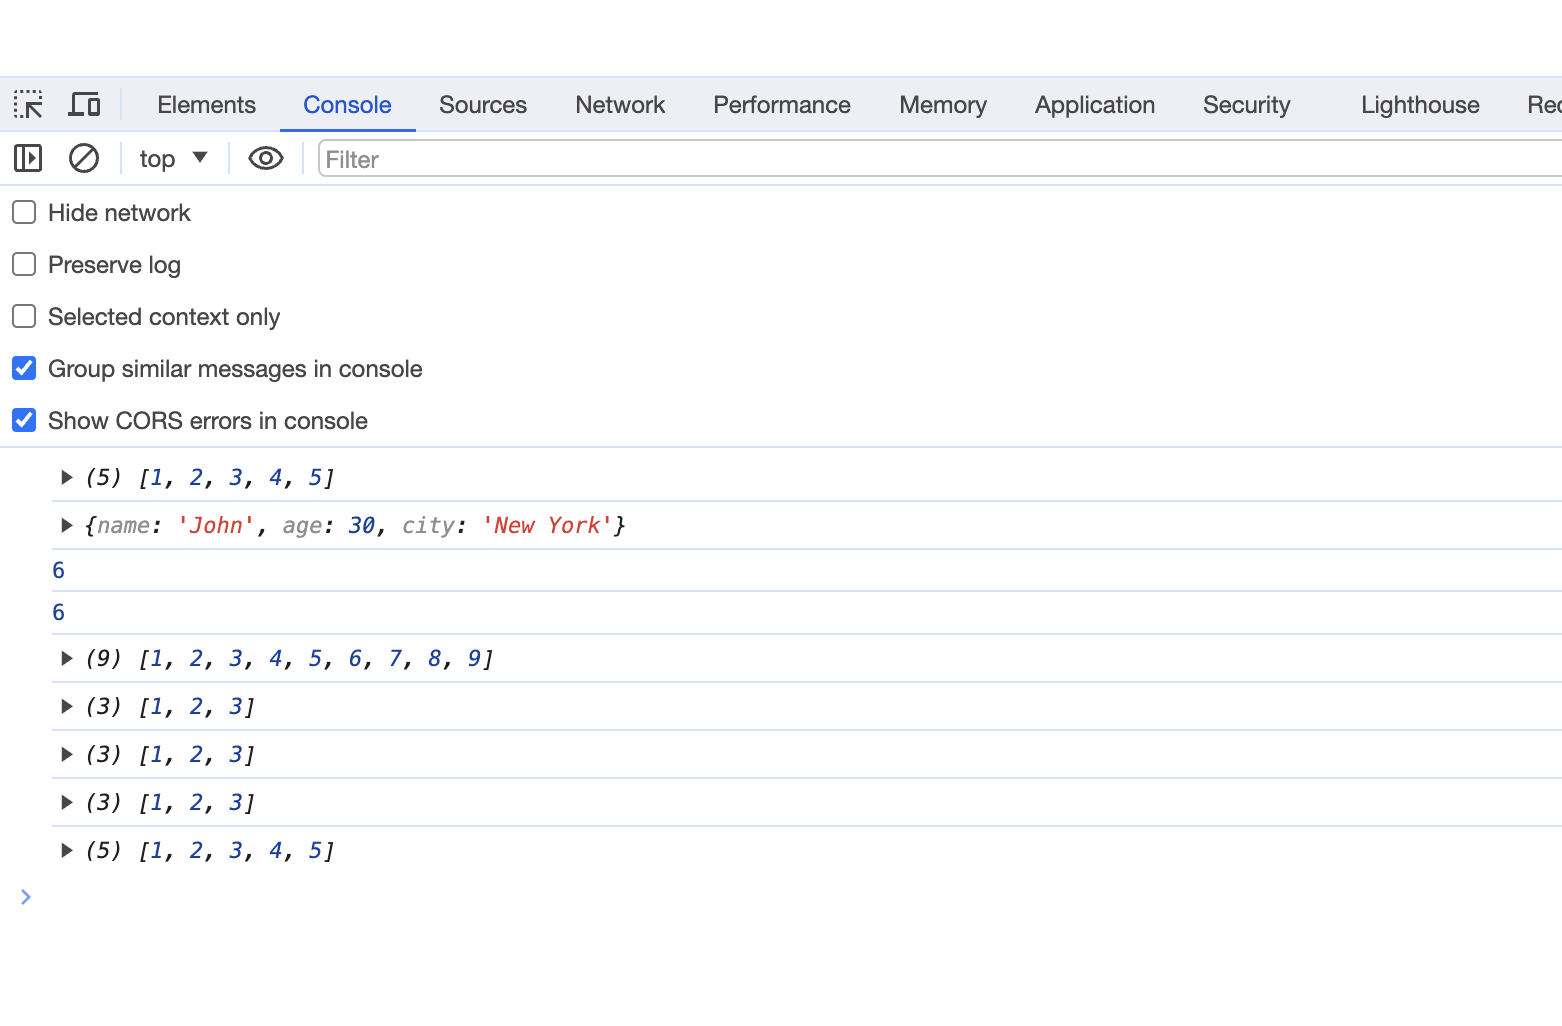 Elements Console Sources Network Performance Memory Application Security Lighthouse Rec
top Filter
Hide network
Preserve log
Selected context only
Group similar messages in console
Show CORS errors in console
(5) [1, 2, 3, 4, 5]
{name: 'John', age: 30, city: 'New York'}
6
6
(9) [1, 2, 3, 4, 5, 6, 7, 8, 9]
(3) [1, 2, 3]
(3) [1, 2, 3]
(3) [1, 2, 3]
(5) [1, 2, 3, 4, 5]